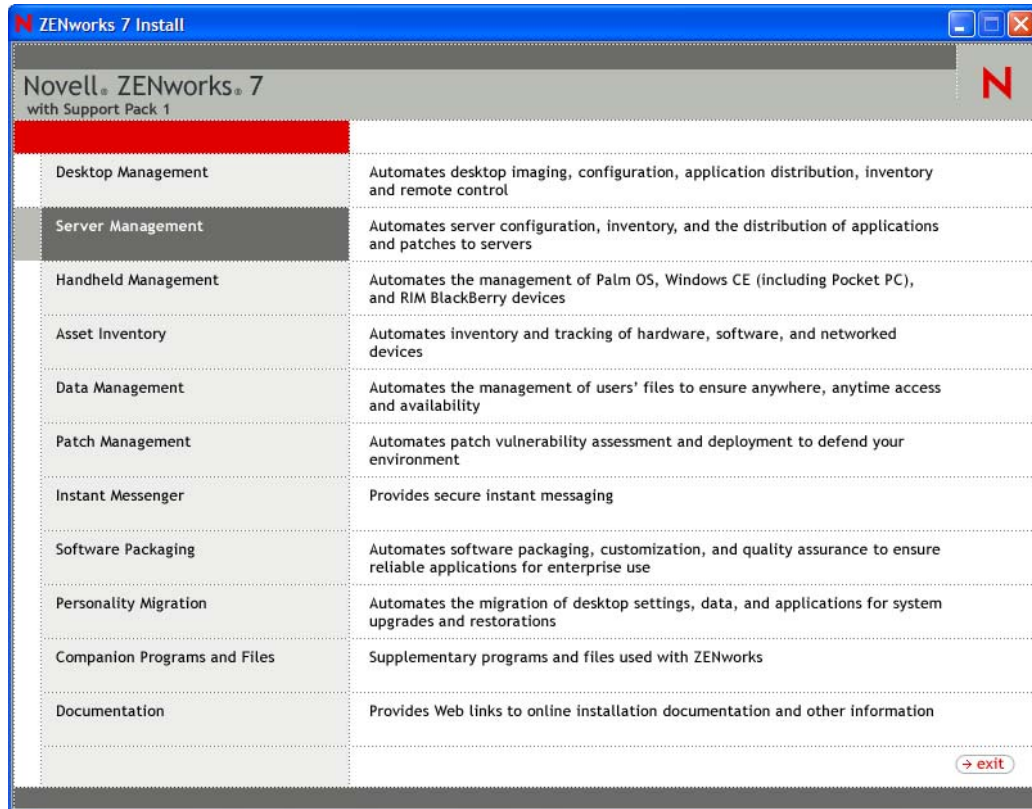 N ZENworks 7 Install
Novell® ZENworks® 7
with Support Pack 1
N
Desktop Management
Automates desktop imaging, configuration, application distribution, inventory
and remote control
Server Management
Automates server configuration, inventory, and the distribution of applications
and patches to servers
Handheld Management
Automates the management of Palm OS, Windows CE (including Pocket PC),
and RIM BlackBerry devices
Asset Inventory
Automates inventory and tracking of hardware, software, and networked
devices
Data Management
Automates the management of users’ files to ensure anywhere, anytime access
and availability
Patch Management
Automates patch vulnerability assessment and deployment to defend your
environment
Instant Messenger
Provides secure instant messaging
Software Packaging
Automates software packaging, customization, and quality assurance to ensure
reliable applications for enterprise use
Personality Migration
Automates the migration of desktop settings, data, and applications for system
upgrades and restorations
Companion Programs and Files
Supplementary programs and files used with ZENworks
Documentation
Provides Web links to online installation documentation and other information
→ exit